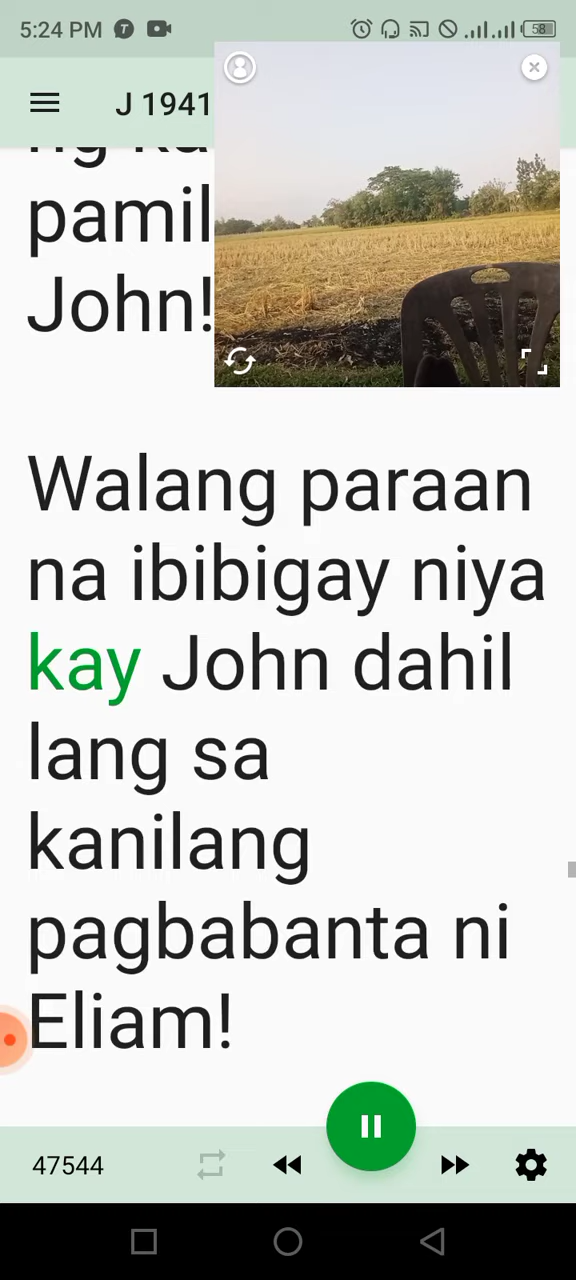 5:24 PM
58
J 1941
pamil
John!
Walang paraan
na ibibigay niya
kay John dahil
lang sa
kanilang
pagbabanta ni
Eliam!
47544